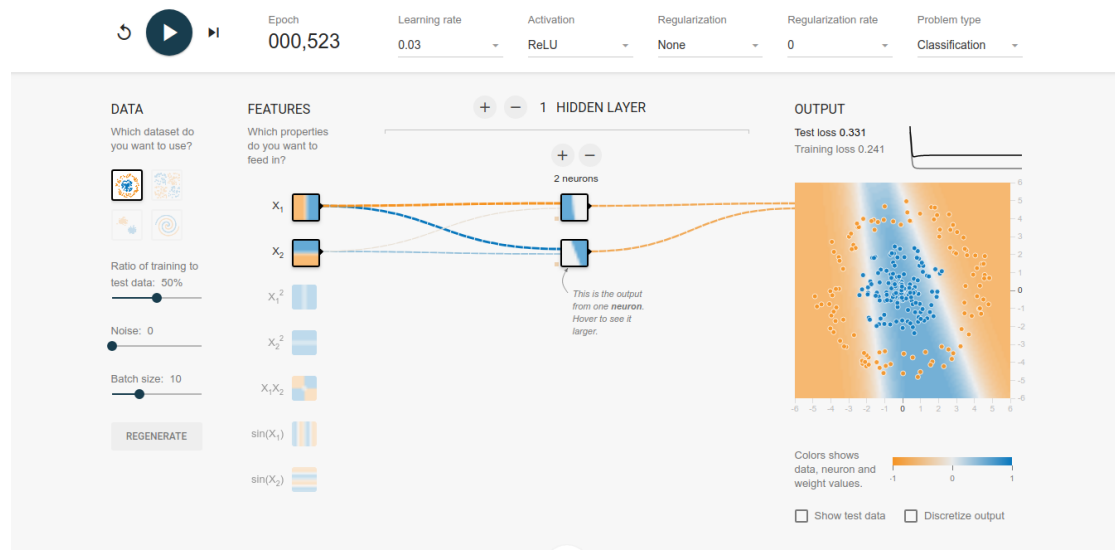 Epoch
000,523
Learning rate
0.03
Activation
ReLU
Regularization
None
Regularization rate
0
Problem type
Classification
DATA
Which dataset do
you want to use?
Ratio of training to
test data: 50%
Noise: 0
Batch size: 10
REGENERATE
FEATURES
Which properties
do you want to
feed in?
X1
X2
X1²
X2²
X1X2
sin(X1)
sin(X2)
+ − 1 HIDDEN LAYER
+ −
2 neurons
This is the output
from one neuron.
Hover to see it
larger.
OUTPUT
Test loss 0.331
Training loss 0.241
6
5
4
3
2
1
0
-1
-2
-3
-4
-5
-6
-6 -5 -4 -3 -2 -1 0 1 2 3 4 5 6
Colors shows
data, neuron and
weight values.
-1 0 1
Show test data
Discretize output